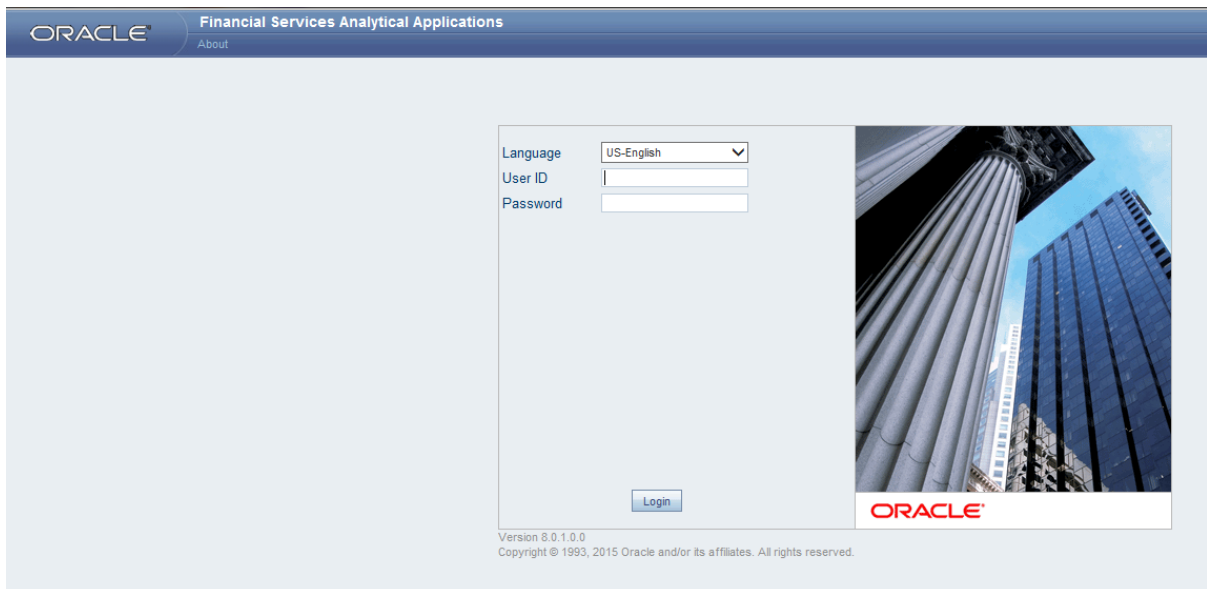 ORACLE
Financial Services Analytical Applications
About
Language US-English
User ID
Password
Login
ORACLE
Version 8.0.1.0.0
Copyright © 1993, 2015 Oracle and/or its affiliates. All rights reserved.